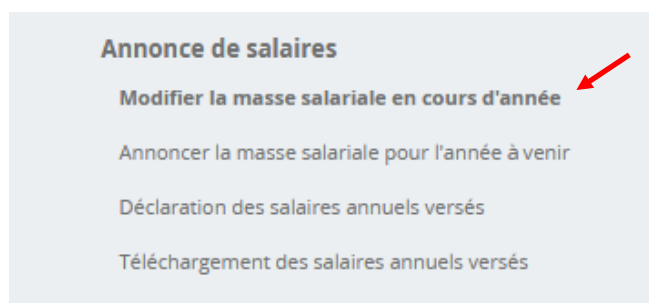 Annonce de salaires
Modifier la masse salariale en cours d'année
Annoncer la masse salariale pour l'année à venir
Déclaration des salaires annuels versés
Téléchargement des salaires annuels versés